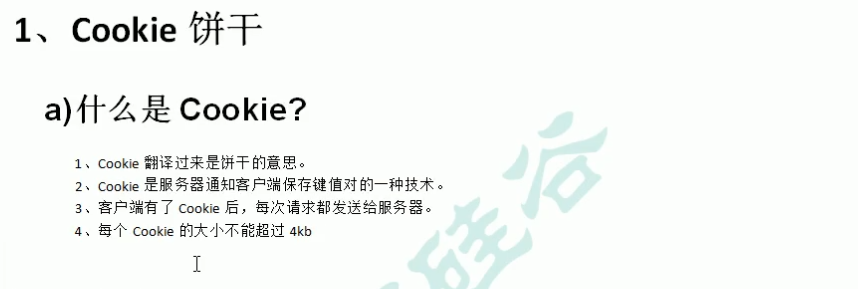 1、Cookie 饼干
a)什么是 Cookie?
1、Cookie 翻译过来是饼干的意思。
2、Cookie 是服务器通知客户端保存键值对的一种技术。
3、客户端有了 Cookie 后，每次请求都发送给服务器。
4、每个 Cookie 的大小不能超过 4kb
硅谷